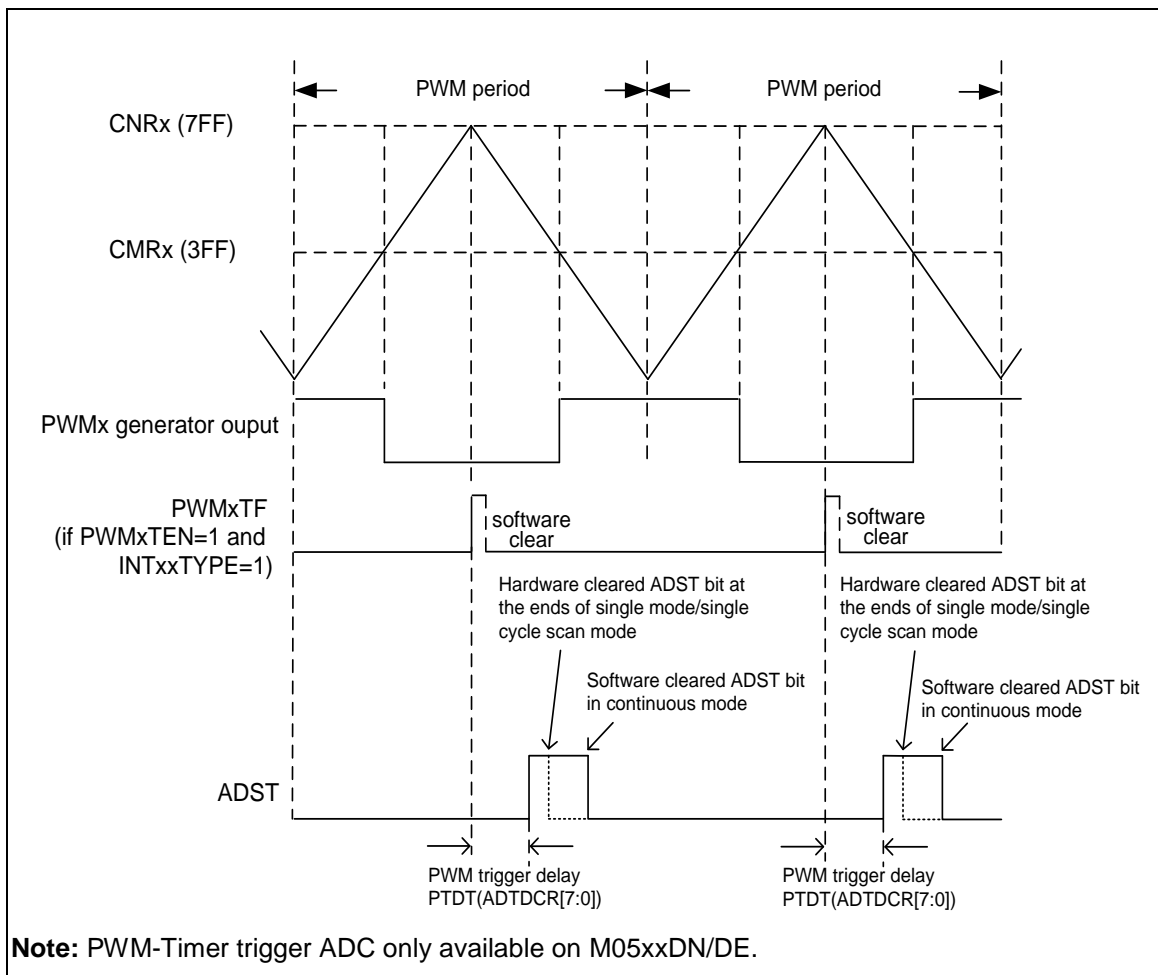 PWM period
PWM period
CNRx (7FF)
CMRx (3FF)
PWMx generator ouput
PWMxTF
(if PWMxTEN=1 and
INTxxTYPE=1)
software
clear
software
clear
Hardware cleared ADST bit at
the ends of single mode/single
cycle scan mode
Hardware cleared ADST bit at
the ends of single mode/single
cycle scan mode
Software cleared ADST bit
in continuous mode
Software cleared ADST bit
in continuous mode
ADST
PWM trigger delay
PTDT(ADTDCR[7:0])
PWM trigger delay
PTDT(ADTDCR[7:0])
Note: PWM-Timer trigger ADC only available on M05xxDN/DE.